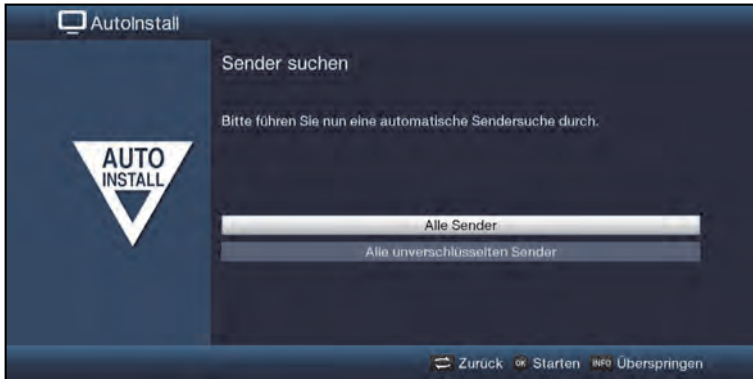 AutoInstall
Sender suchen
Bitte führen Sie nun eine automatische Sendersuche durch.
AUTO
INSTALL
Alle Sender
Alle unverschlüsselten Sender
Zurück OK Starten INFO Überspringen